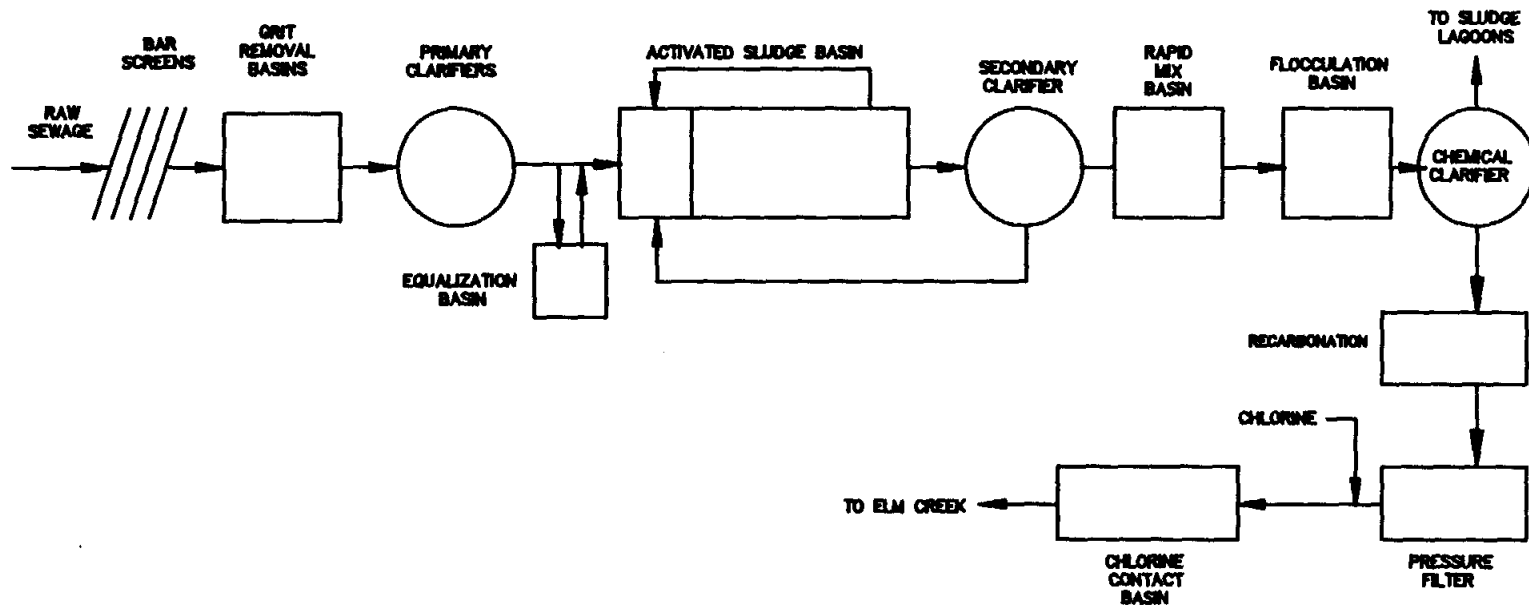 RAW
SEWAGE
BAR
SCREENS
GRIT
REMOVAL
BASINS
PRIMARY
CLARIFIERS
EQUALIZATION
BASIN
ACTIVATED SLUDGE BASIN
SECONDARY
CLARIFIER
RAPID
MIX
BASIN
FLOCCULATION
BASIN
TO SLUDGE
LAGOONS
CHEMICAL
CLARIFIER
RECARBONATION
CHLORINE
TO ELM CREEK
CHLORINE
CONTACT
BASIN
PRESSURE
FILTER